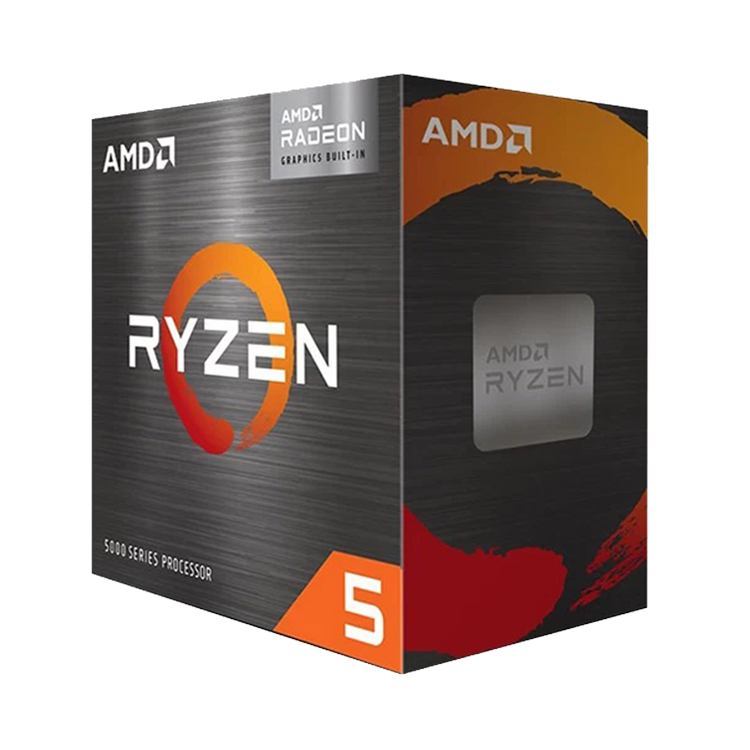 AMD
AMD
RADEON
GRAPHICS BUILT-IN
RYZEN
5000 SERIES PROCESSOR
5
AMD
AMD
RYZEN